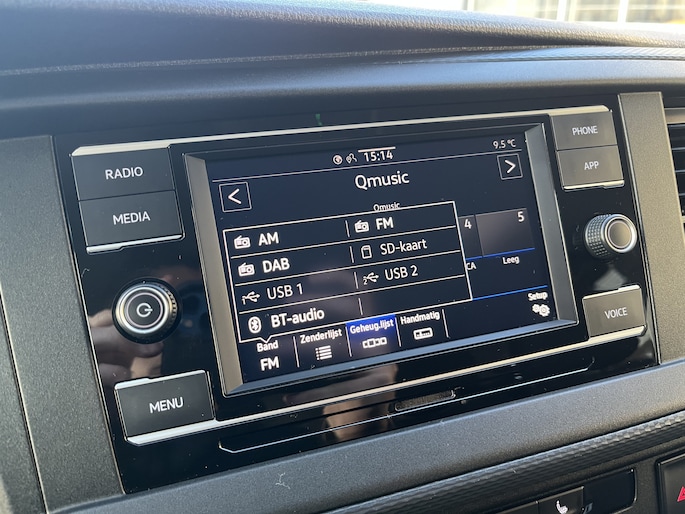 RADIO
MEDIA
MENU
PHONE
APP
VOICE
15:14
9.5 °C
<
Qmusic
>
Qmusic
AM
FM
DAB
SD-kaart
USB 1
USB 2
BT-audio
4
5
CA
Leeg
Band
FM
Zenderlijst
Geheug.lijst
Handmatig
Setup